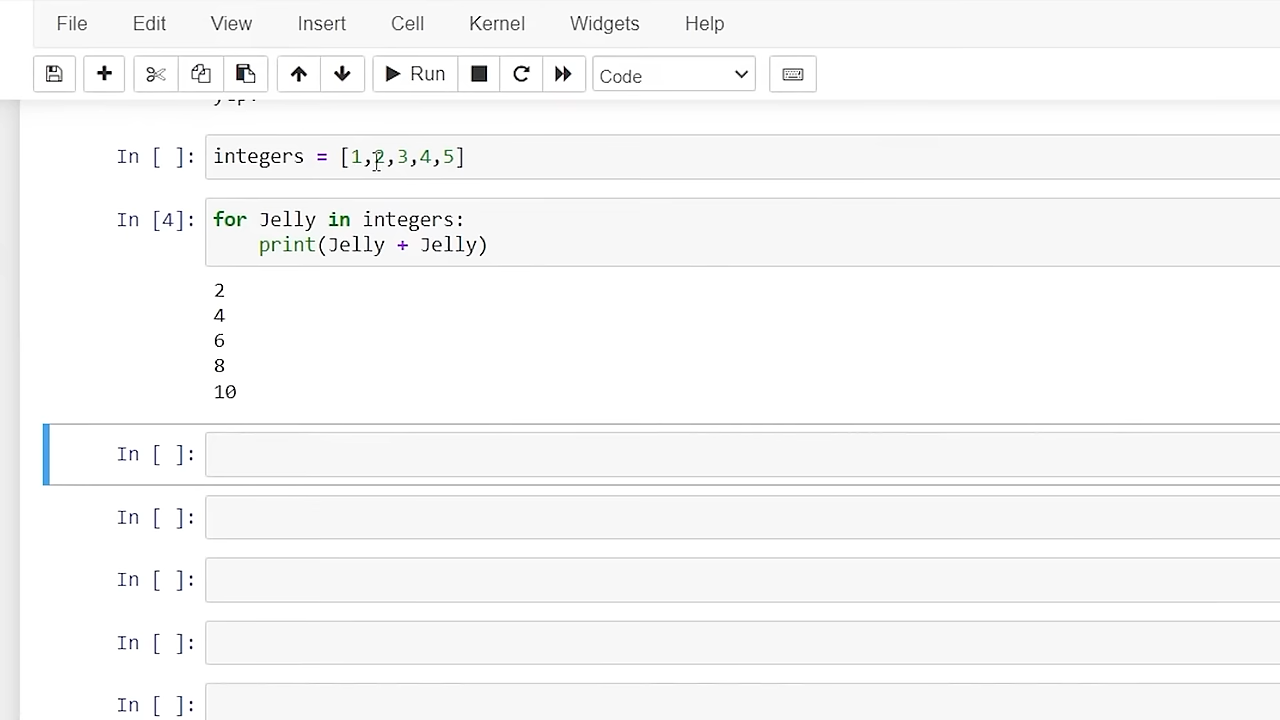 File Edit View Insert Cell Kernel Widgets Help
Run Code
In [ ]: integers = [1,2,3,4,5]
In [4]: for Jelly in integers:
print(Jelly + Jelly)
2
4
6
8
10
In [ ]:
In [ ]:
In [ ]:
In [ ]:
In [ ]: